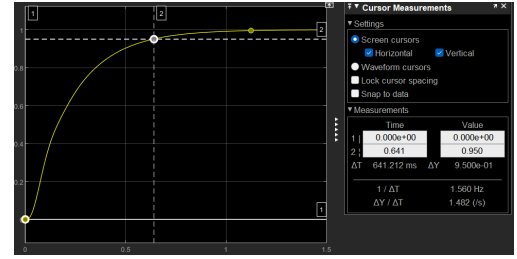 1
2
1
2
0.8
0.6
0.4
0.2
0
1
0
0.5
1
1.5
Cursor Measurements
Settings
Screen cursors
Horizontal Vertical
Waveform cursors
Lock cursor spacing
Snap to data
Measurements
Time Value
1 | 0.000e+00 0.000e+00
2 ¦ 0.641 0.950
ΔT 641.212 ms ΔY 9.500e-01
1 / ΔT 1.560 Hz
ΔY / ΔT 1.482 (/s)